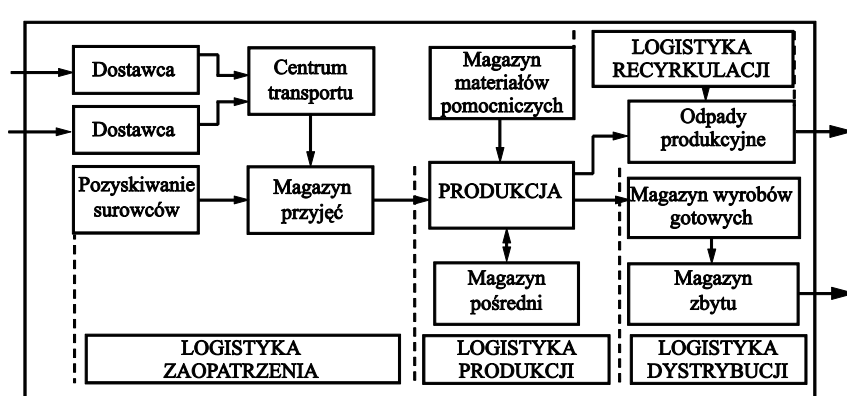 Dostawca
Centrum
transportu
Dostawca
Pozyskiwanie
surowców
Magazyn
przyjęć
Magazyn
materiałów
pomocniczych
PRODUKCJA
Magazyn
pośredni
LOGISTYKA
RECYRKULACJI
Odpady
produkcyjne
Magazyn wyrobów
gotowych
Magazyn
zbytu
LOGISTYKA
ZAOPATRZENIA
LOGISTYKA
PRODUKCJI
LOGISTYKA
DYSTRYBUCJI